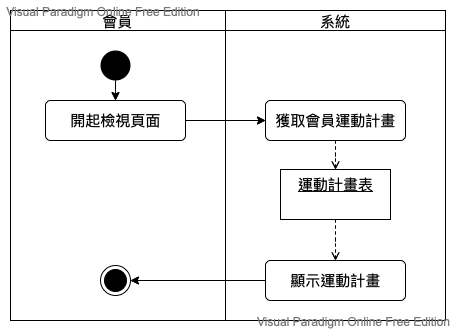 Visual Paradigm Online Free Edition
會員
系統
開起檢視頁面
獲取會員運動計畫
運動計畫表
顯示運動計畫
Visual Paradigm Online Free Edition